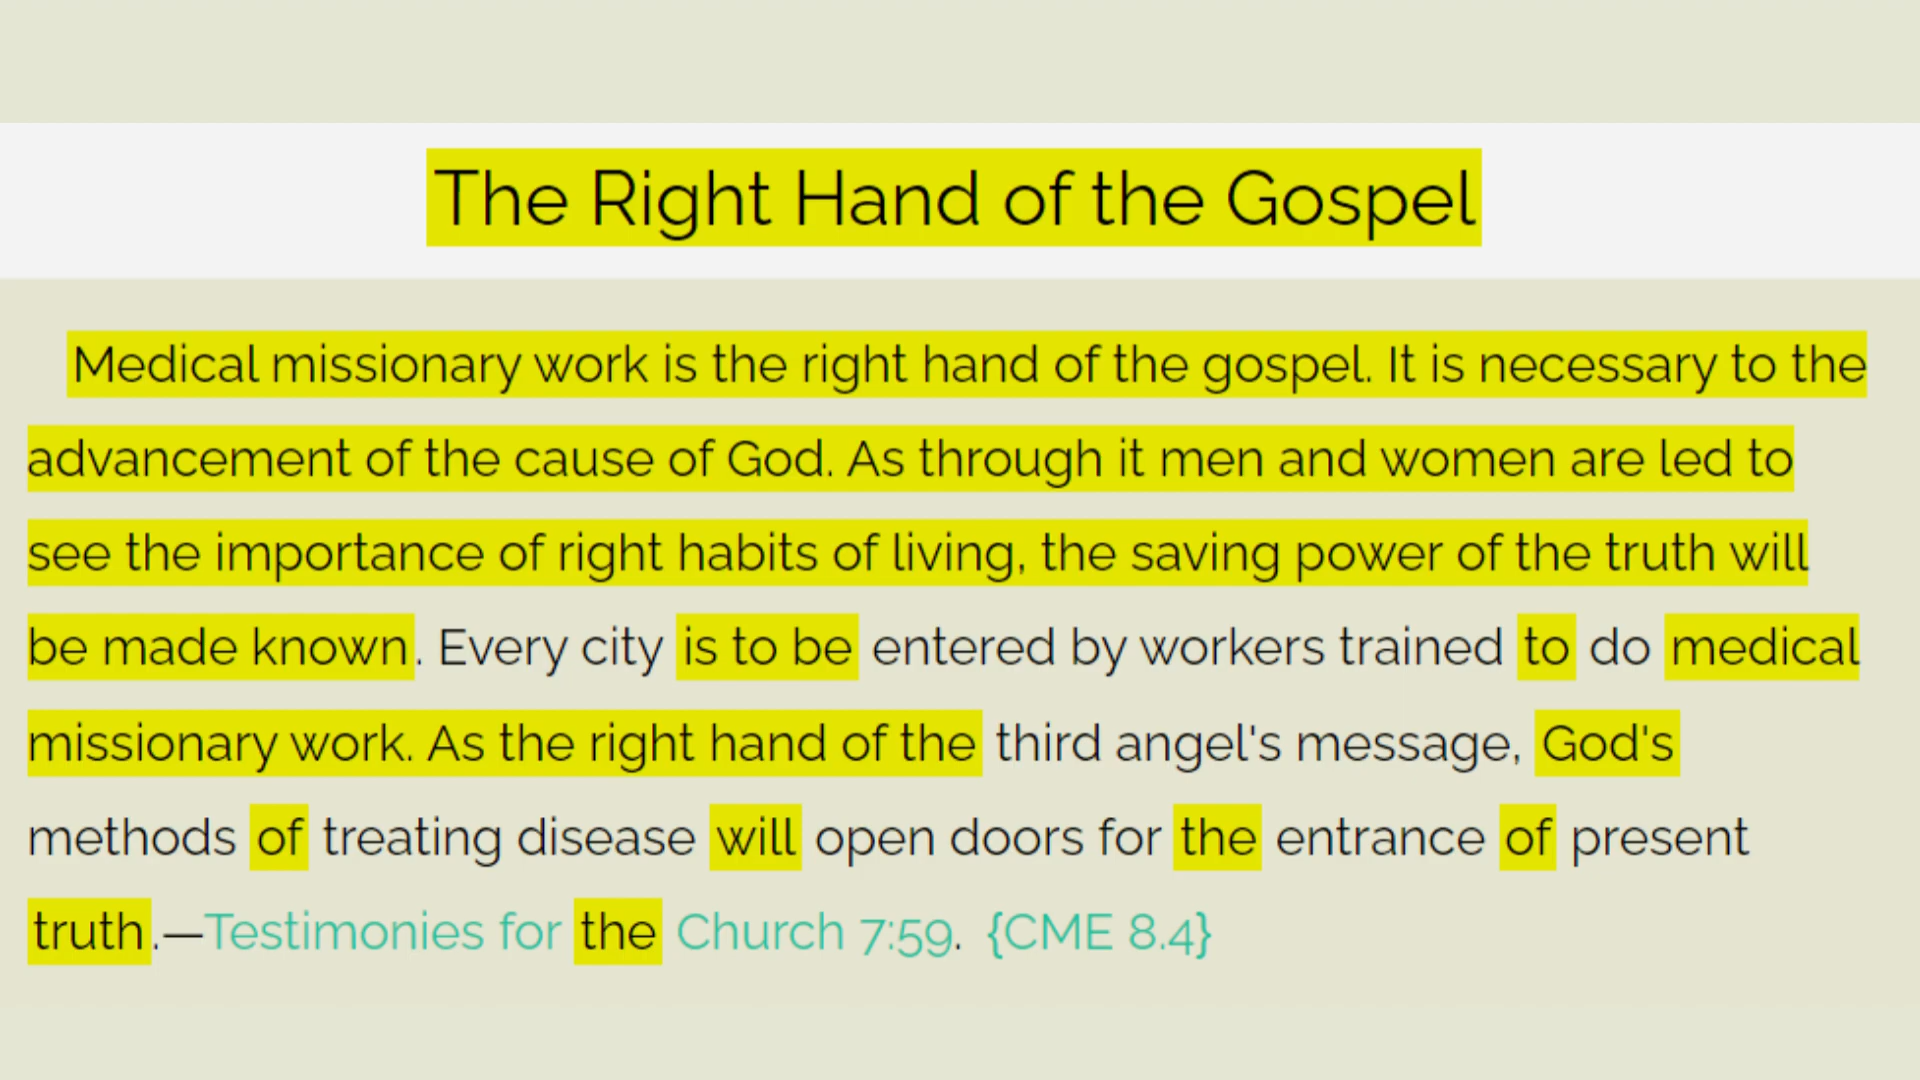 The Right Hand of the Gospel
Medical missionary work is the right hand of the gospel. It is necessary to the
advancement of the cause of God. As through it men and women are led to
see the importance of right habits of living, the saving power of the truth will
be made known. Every city is to be entered by workers trained to do medical
missionary work. As the right hand of the third angel's message, God's
methods of treating disease will open doors for the entrance of present
truth.—Testimonies for the Church 7:59. {CME 8.4}